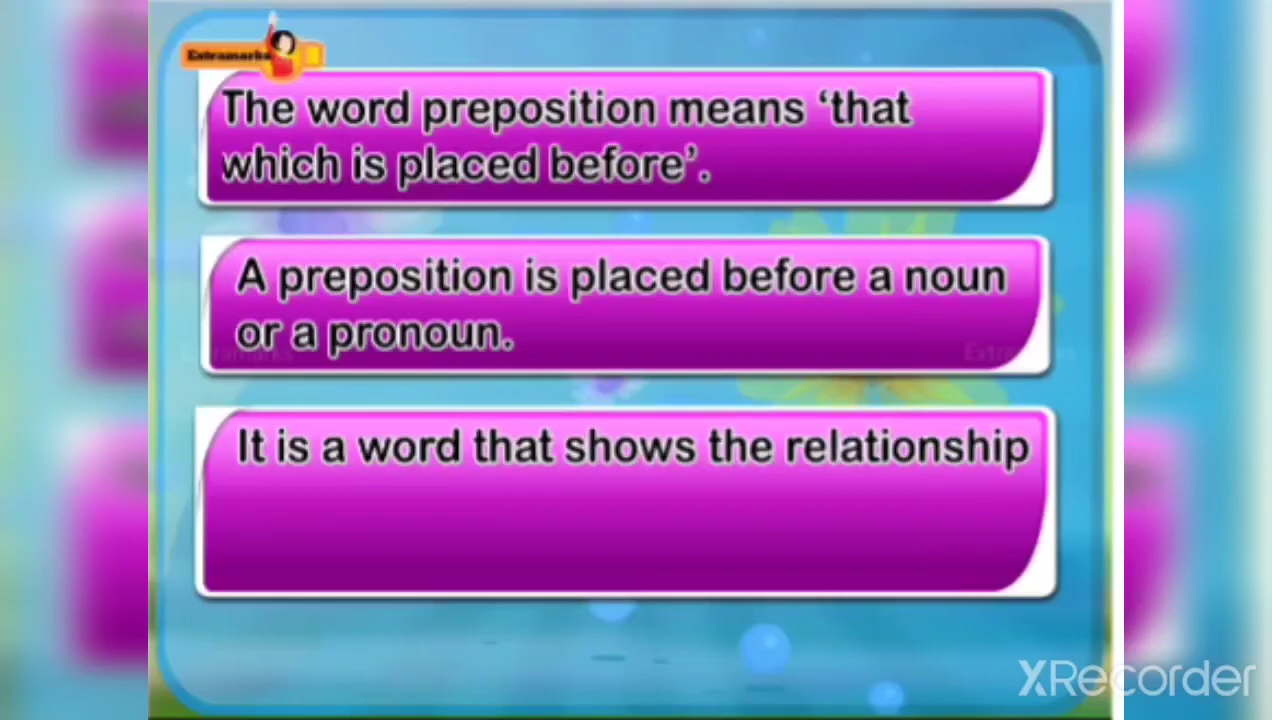 Extramarks
The word preposition means ‘that
which is placed before’.
A preposition is placed before a noun
or a pronoun.
It is a word that shows the relationship
XRecorder